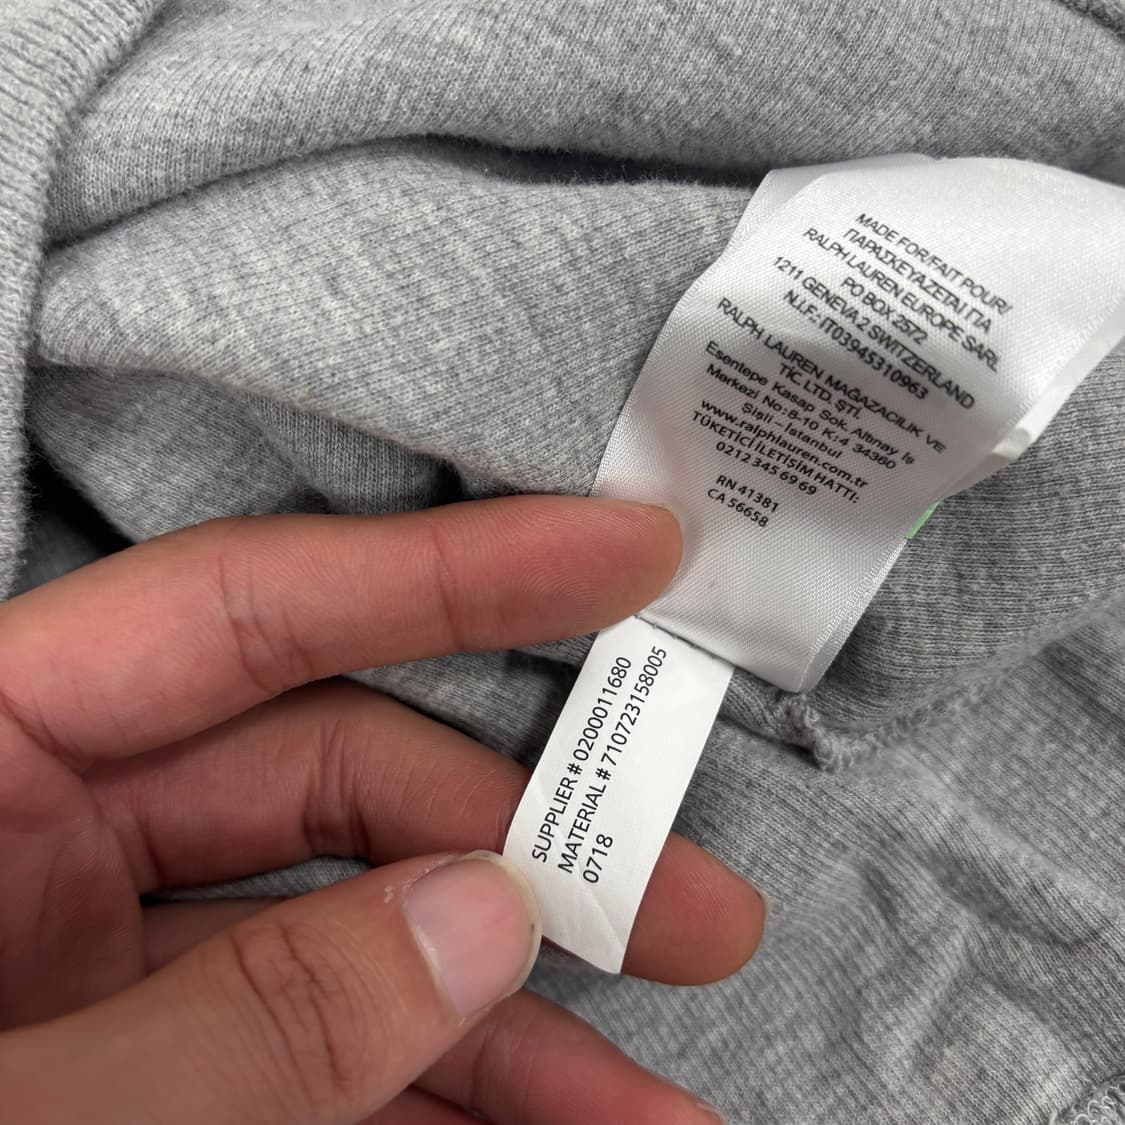 MADE FOR/FAIT POUR/
ΠΑΡΑΣΚΕΥΑΖΕΤΑΙ ΓΙΑ
RALPH LAUREN EUROPE SARL
PO BOX 2572
1211 GENEVA 2 SWITZERLAND
N.I.F.: IT03945310963
RALPH LAUREN MAGAZACILIK VE
TİC. LTD. ŞTİ.
Esentepe Kasap Sok. Altınay İş
Merkezi No:8-10 K:4 34360
Şişli – İstanbul
www.ralphlauren.com.tr
TÜKETİCİ İLETİSİM HATTI:
0212 345 69 69
RN 41381
CA 56658
SUPPLIER # 0200011680
MATERIAL # 710723158005
0718